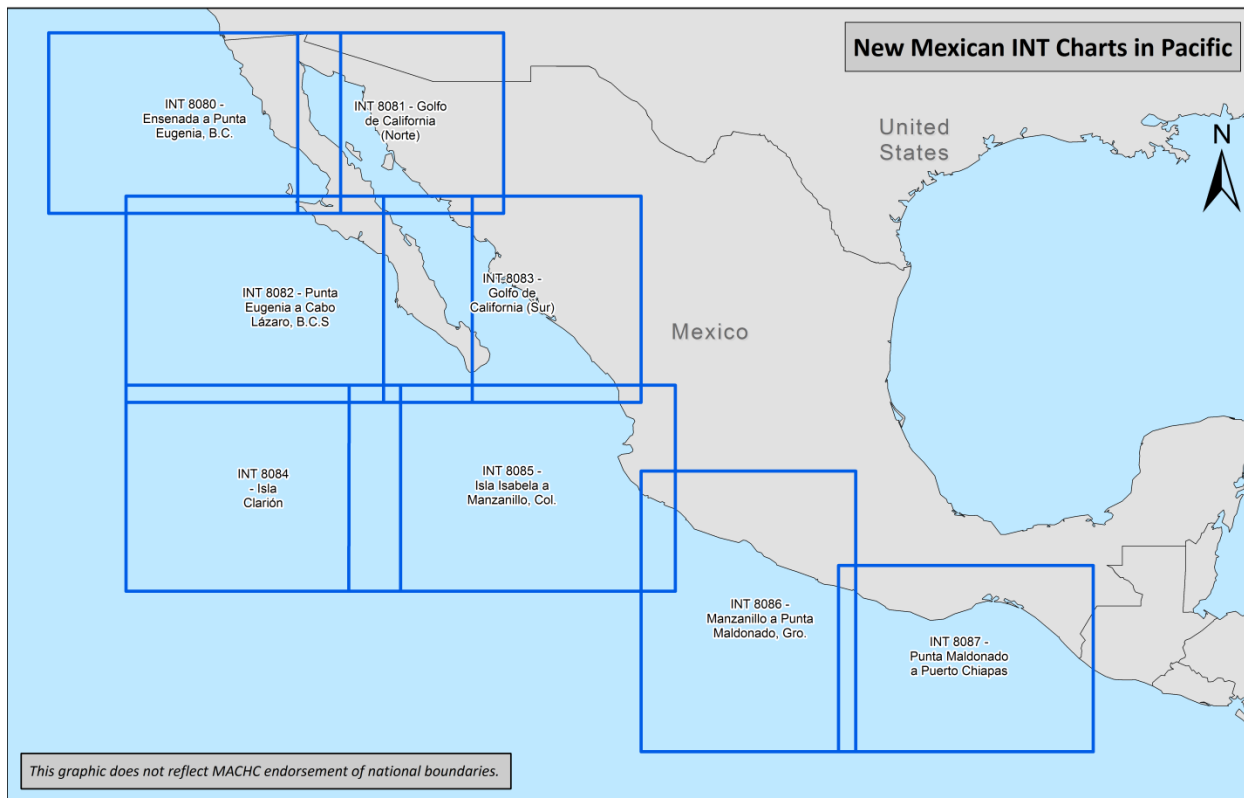 New Mexican INT Charts in Pacific
INT 8080 -
Ensenada a Punta
Eugenia, B.C.
INT 8081 - Golfo
de California
(Norte)
United
States
N
INT 8082 - Punta
Eugenia a Cabo
Lázaro, B.C.S
INT 8083 -
Golfo de
California (Sur)
Mexico
INT 8084
- Isla
Clarión
INT 8085 -
Isla Isabela a
Manzanillo, Col.
INT 8086 -
Manzanillo a Punta
Maldonado, Gro.
INT 8087 -
Punta Maldonado
a Puerto Chiapas
This graphic does not reflect MACHC endorsement of national boundaries.